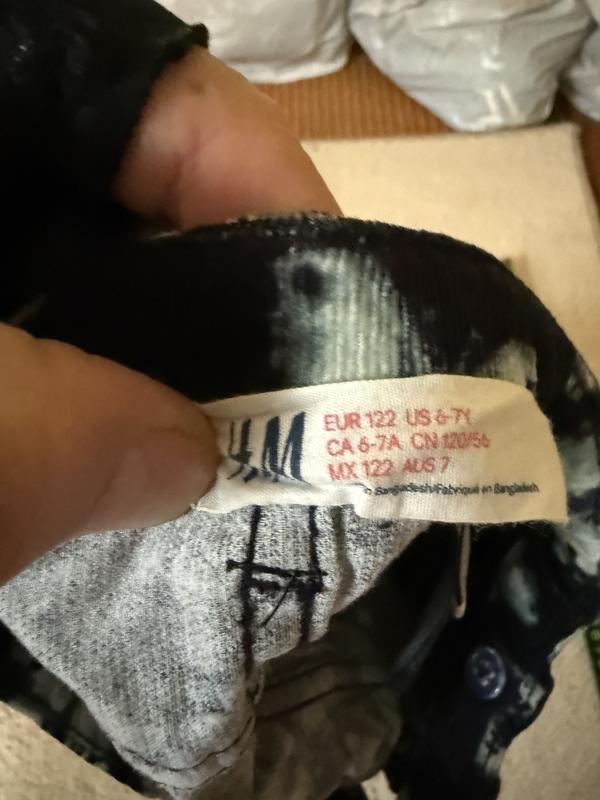 H&M
EUR 122 US 6-7Y
CA 6-7A CN 120/56
MX 122 AUS 7
in Bangladesh/Fabriqué en Bangladesh